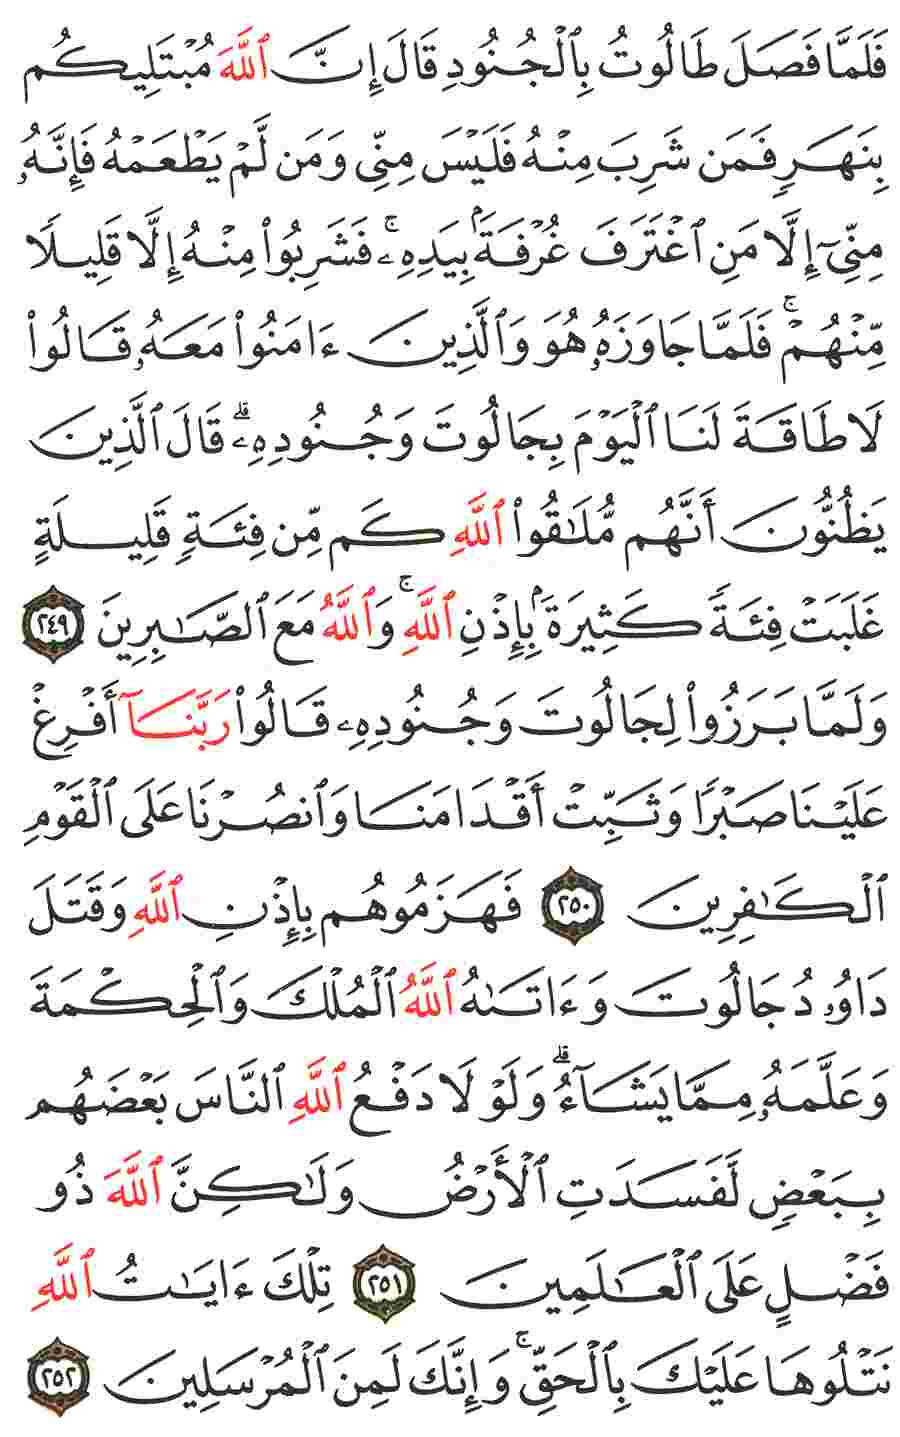 فَلَمَّا فَصَلَ طَالُوتُ بِٱلْجُنُودِ قَالَ إِنَّ ٱللَّهَ مُبْتَلِيكُم
بِنَهَرٍ فَمَن شَرِبَ مِنْهُ فَلَيْسَ مِنِّى وَمَن لَّمْ يَطْعَمْهُ فَإِنَّهُۥ
مِنِّىٓ إِلَّا مَنِ ٱغْتَرَفَ غُرْفَةَۢ بِيَدِهِۦ ۚ فَشَرِبُوا۟ مِنْهُ إِلَّا قَلِيلًا
مِّنْهُمْ ۚ فَلَمَّا جَاوَزَهُۥ هُوَ وَٱلَّذِينَ ءَامَنُوا۟ مَعَهُۥ قَالُوا۟
لَا طَاقَةَ لَنَا ٱلْيَوْمَ بِجَالُوتَ وَجُنُودِهِۦ ۚ قَالَ ٱلَّذِينَ
يَظُنُّونَ أَنَّهُم مُّلَٰقُوا۟ ٱللَّهِ كَم مِّن فِئَةٍ قَلِيلَةٍ
غَلَبَتْ فِئَةً كَثِيرَةَۢ بِإِذْنِ ٱللَّهِ ۚ وَٱللَّهُ مَعَ ٱلصَّٰبِرِينَ ٢٤٩
وَلَمَّا بَرَزُوا۟ لِجَالُوتَ وَجُنُودِهِۦ قَالُوا۟ رَبَّنَآ أَفْرِغْ
عَلَيْنَا صَبْرًا وَثَبِّتْ أَقْدَامَنَا وَٱنصُرْنَا عَلَى ٱلْقَوْمِ
ٱلْكَٰفِرِينَ ٢٥٠ فَهَزَمُوهُم بِإِذْنِ ٱللَّهِ وَقَتَلَ
دَاوُۥدُ جَالُوتَ وَءَاتَىٰهُ ٱللَّهُ ٱلْمُلْكَ وَٱلْحِكْمَةَ
وَعَلَّمَهُۥ مِمَّا يَشَآءُ ۗ وَلَوْلَا دَفْعُ ٱللَّهِ ٱلنَّاسَ بَعْضَهُم
بِبَعْضٍ لَّفَسَدَتِ ٱلْأَرْضُ وَلَٰكِنَّ ٱللَّهَ ذُو
فَضْلٍ عَلَى ٱلْعَٰلَمِينَ ٢٥١ تِلْكَ ءَايَٰتُ ٱللَّهِ
نَتْلُوهَا عَلَيْكَ بِٱلْحَقِّ ۚ وَإِنَّكَ لَمِنَ ٱلْمُرْسَلِينَ ٢٥٢